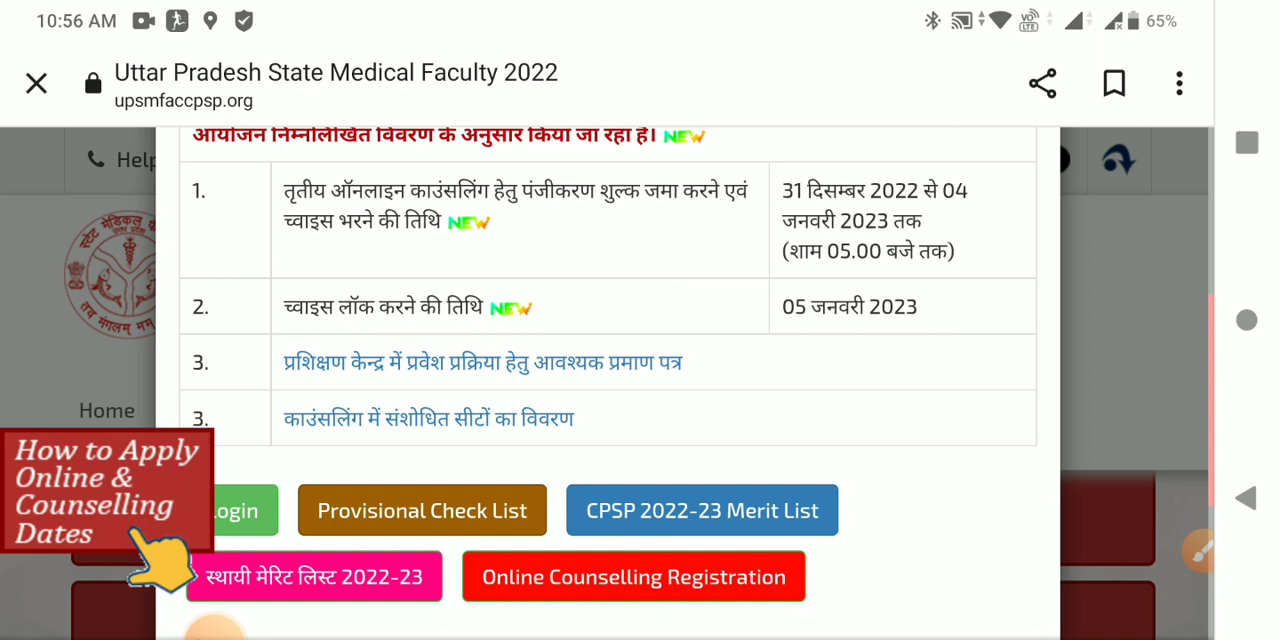 10:56 AM
VO LTE
65%
Uttar Pradesh State Medical Faculty 2022
upsmfaccpsp.org
आयोजन निम्नलिखित विवरण के अनुसार किया जा रहा है। NEW
Help
1. तृतीय ऑनलाइन काउंसलिंग हेतु पंजीकरण शुल्क जमा करने एवं
च्वाइस भरने की तिथि NEW
31 दिसम्बर 2022 से 04
जनवरी 2023 तक
(शाम 05.00 बजे तक)
2. च्वाइस लॉक करने की तिथि NEW 05 जनवरी 2023
3. प्रशिक्षण केन्द्र में प्रवेश प्रक्रिया हेतु आवश्यक प्रमाण पत्र
3. काउंसलिंग में संशोधित सीटों का विवरण
Home
How to Apply
Online &
Counselling
Dates
Login
Provisional Check List
CPSP 2022-23 Merit List
स्थायी मेरिट लिस्ट 2022-23
Online Counselling Registration